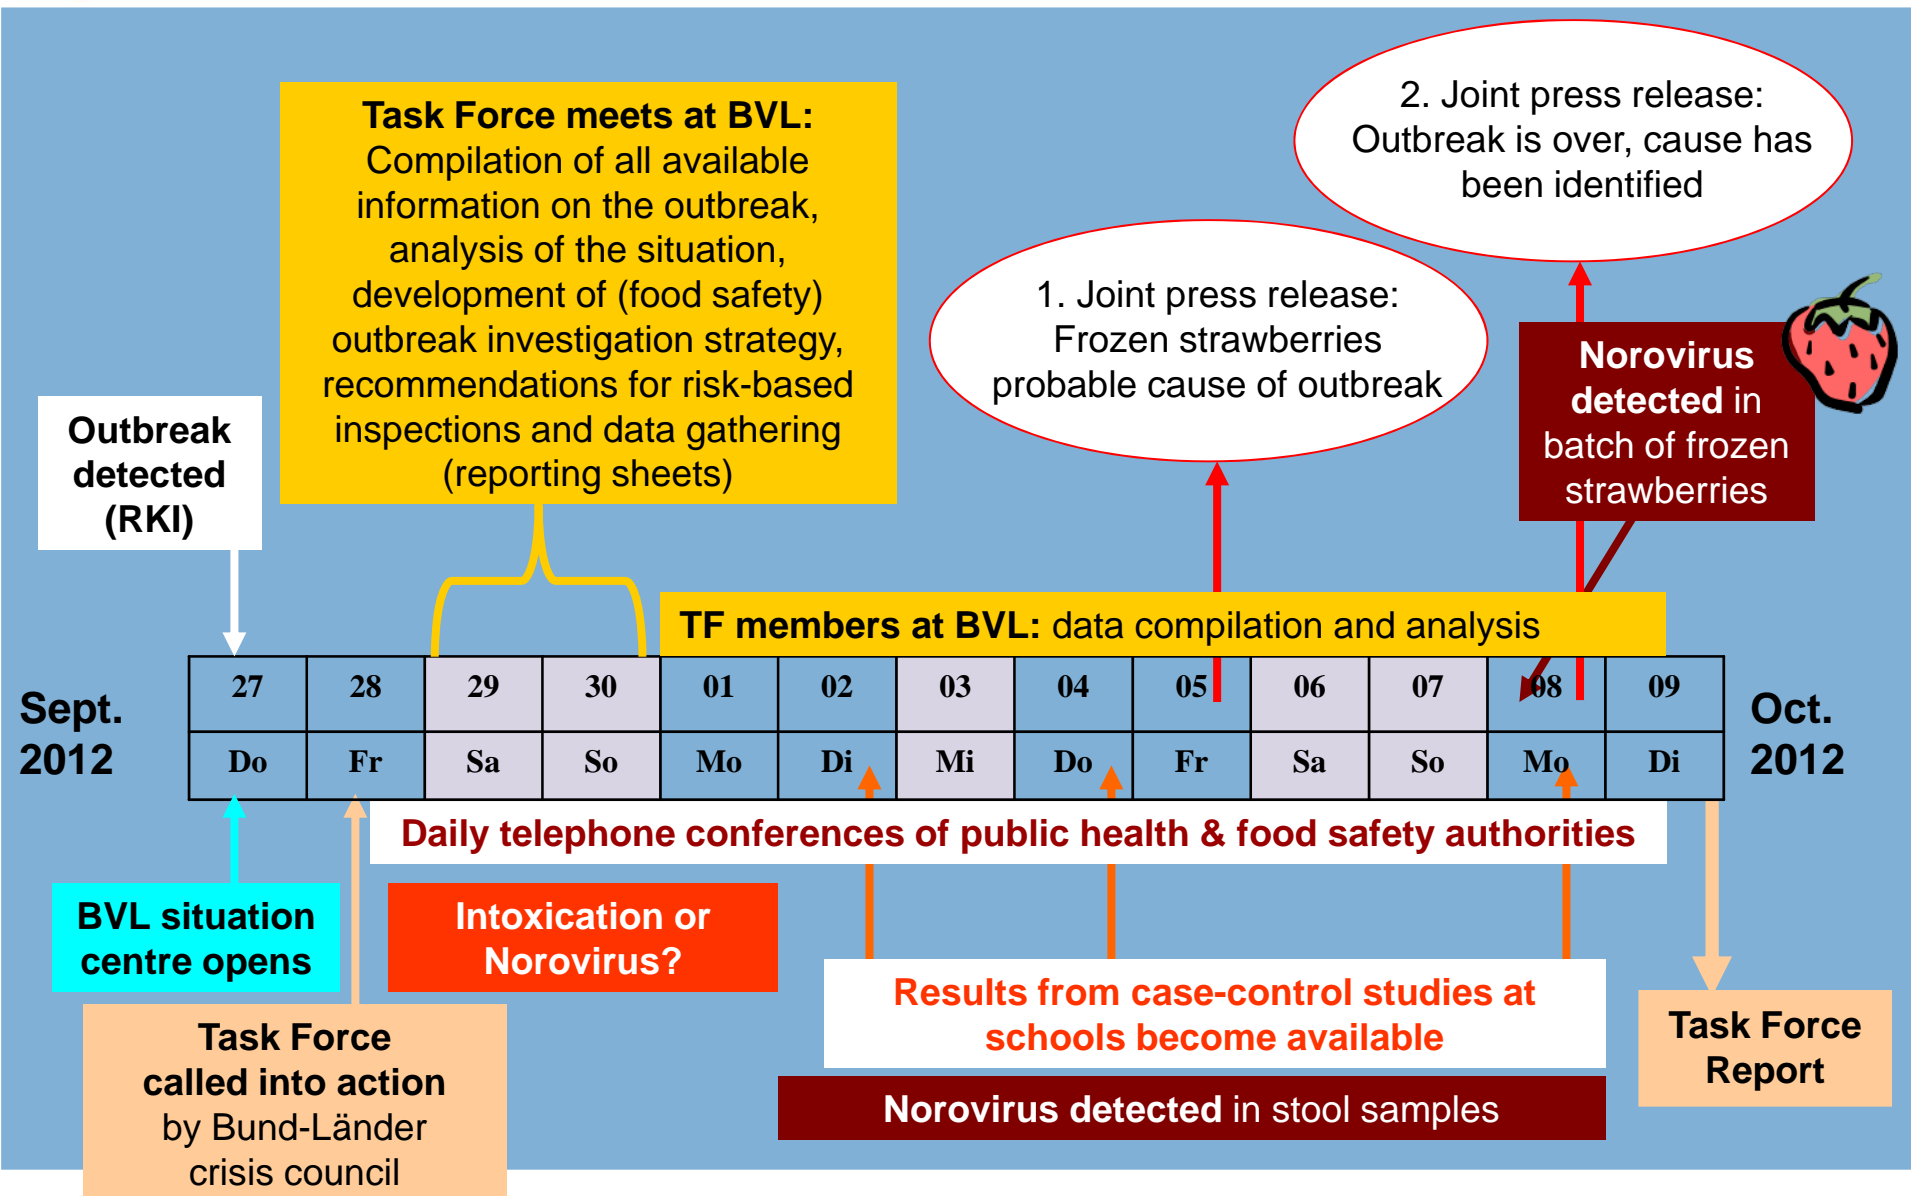 Task Force meets at BVL:
Compilation of all available
information on the outbreak,
analysis of the situation,
development of (food safety)
outbreak investigation strategy,
recommendations for risk-based
inspections and data gathering
(reporting sheets)
2. Joint press release:
Outbreak is over, cause has
been identified
1. Joint press release:
Frozen strawberries
probable cause of outbreak
Norovirus
detected in
batch of frozen
strawberries
Outbreak
detected
(RKI)
TF members at BVL: data compilation and analysis
Sept.
2012
27 28 29 30 01 02 03 04 05 06 07 08 09
Do Fr Sa So Mo Di Mi Do Fr Sa So Mo Di
Oct.
2012
Daily telephone conferences of public health & food safety authorities
BVL situation
centre opens
Intoxication or
Norovirus?
Results from case-control studies at
schools become available
Task Force
called into action
by Bund-Länder
crisis council
Norovirus detected in stool samples
Task Force
Report